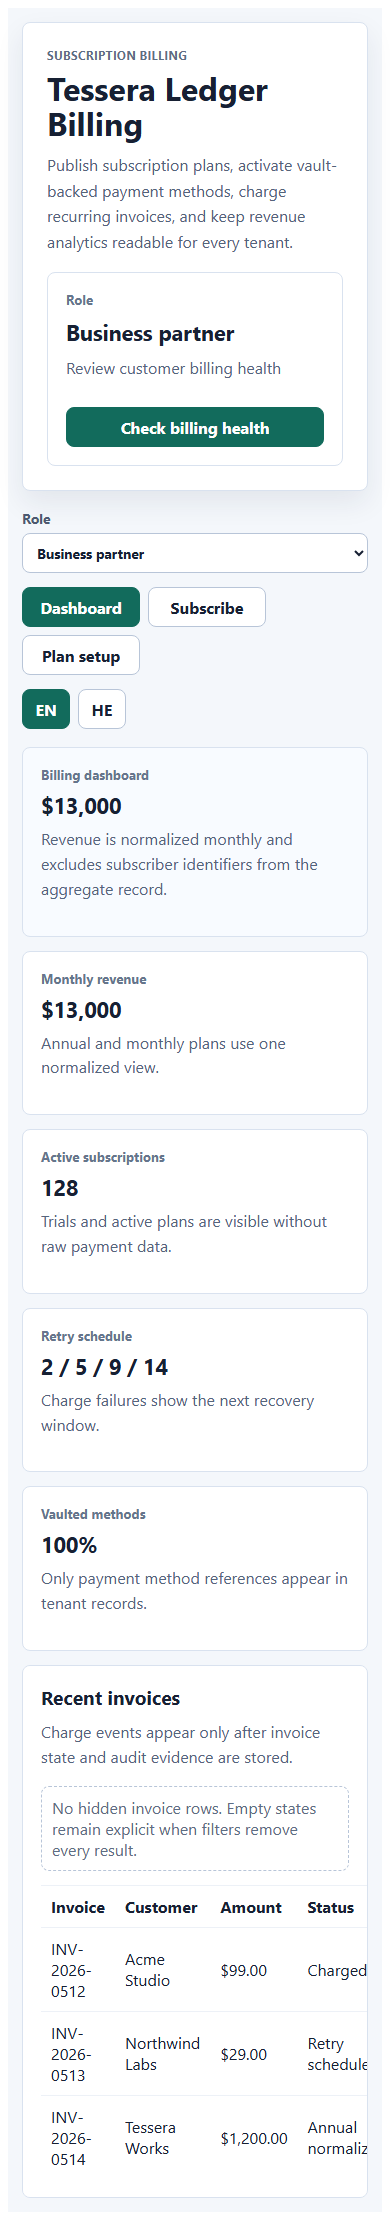 SUBSCRIPTION BILLING
Tessera Ledger
Billing
Publish subscription plans, activate vault-
backed payment methods, charge
recurring invoices, and keep revenue
analytics readable for every tenant.
Role
Business partner
Review customer billing health
Check billing health
Role
Business partner
Dashboard
Subscribe
Plan setup
EN
HE
Billing dashboard
$13,000
Revenue is normalized monthly and
excludes subscriber identifiers from the
aggregate record.
Monthly revenue
$13,000
Annual and monthly plans use one
normalized view.
Active subscriptions
128
Trials and active plans are visible without
raw payment data.
Retry schedule
2 / 5 / 9 / 14
Charge failures show the next recovery
window.
Vaulted methods
100%
Only payment method references appear in
tenant records.
Recent invoices
Charge events appear only after invoice
state and audit evidence are stored.
No hidden invoice rows. Empty states
remain explicit when filters remove
every result.
Invoice Customer Amount Status
INV-
2026-
0512
Acme
Studio
$99.00
Charged
INV-
2026-
0513
Northwind
Labs
$29.00
Retry
schedule
INV-
2026-
0514
Tessera
Works
$1,200.00
Annual
normaliz